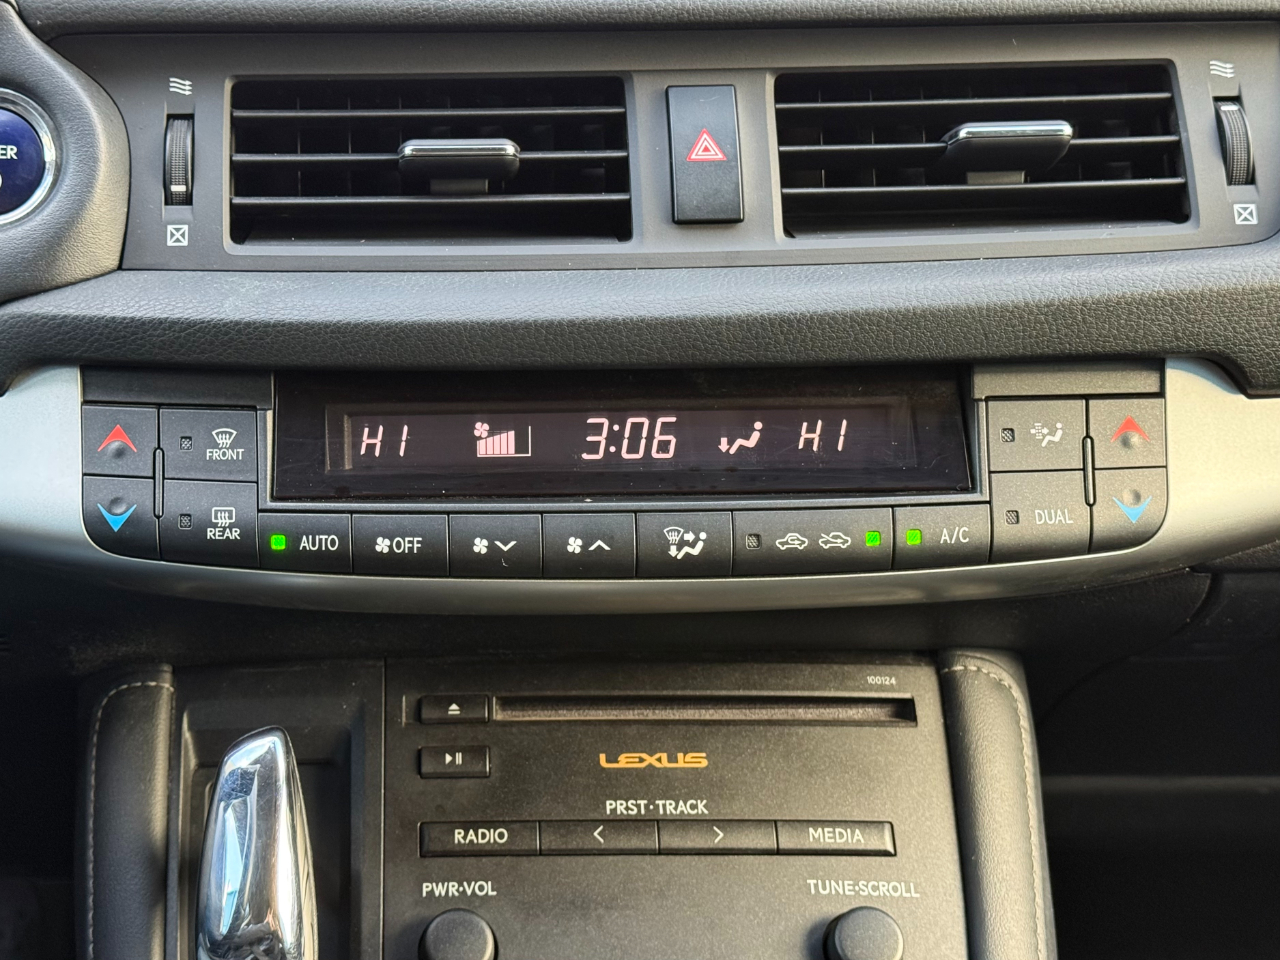 ER
HI 3:06 HI
FRONT
REAR
AUTO OFF A/C DUAL
100124
LEXUS
PRST·TRACK
RADIO < > MEDIA
PWR·VOL TUNE·SCROLL